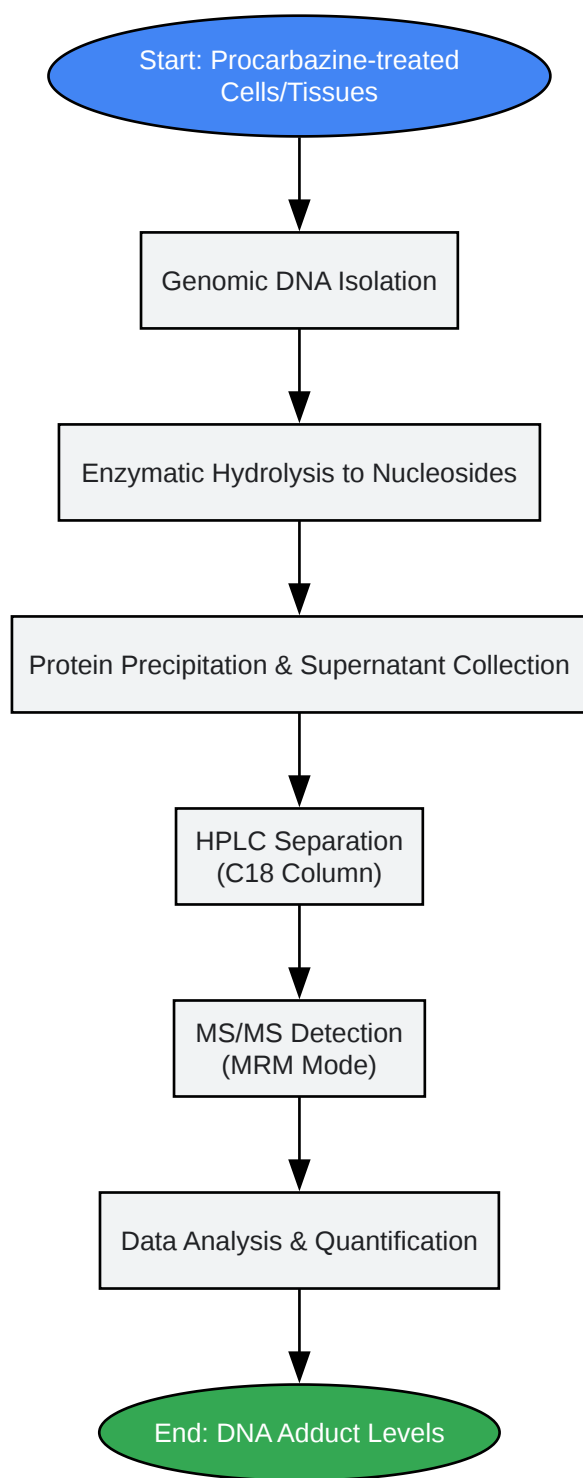 Start: Procarbazine-treated
Cells/Tissues
Genomic DNA Isolation
Enzymatic Hydrolysis to Nucleosides
Protein Precipitation & Supernatant Collection
HPLC Separation
(C18 Column)
MS/MS Detection
(MRM Mode)
Data Analysis & Quantification
End: DNA Adduct Levels